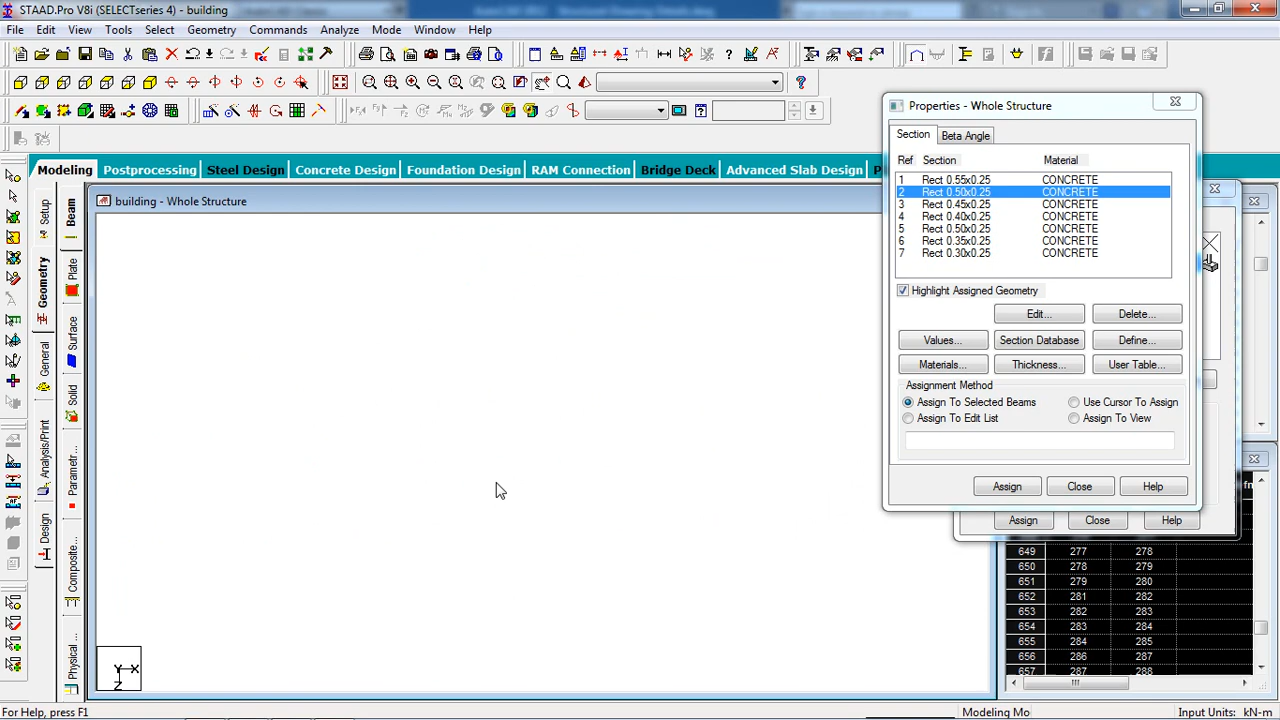 STAAD.Pro V8i (SELECTseries 4) - building
File Edit View Tools Select Geometry Commands Analyze Mode Window Help
Modeling Postprocessing Steel Design Concrete Design Foundation Design RAM Connection Bridge Deck Advanced Slab Design P
building - Whole Structure
Setup
Geometry
General
Analysis/Print
Design
Beam
Plate
Surface
Solid
Parametr...
Composite...
Physical ...
Properties - Whole Structure
Section Beta Angle
Ref Section Material
1 Rect 0.55x0.25 CONCRETE
2 Rect 0.50x0.25 CONCRETE
3 Rect 0.45x0.25 CONCRETE
4 Rect 0.40x0.25 CONCRETE
5 Rect 0.50x0.25 CONCRETE
6 Rect 0.35x0.25 CONCRETE
7 Rect 0.30x0.25 CONCRETE
Highlight Assigned Geometry
Edit... Delete...
Values... Section Database Define...
Materials... Thickness... User Table...
Assignment Method
Assign To Selected Beams Use Cursor To Assign
Assign To Edit List Assign To View
Assign Close Help
Assign Close Help
649 277 278
650 278 279
651 279 280
652 281 282
653 282 283
654 283 284
655 284 285
656 286 287
657 287 288
Y X
Z
For Help, press F1 Modeling Mo Input Units: kN-m